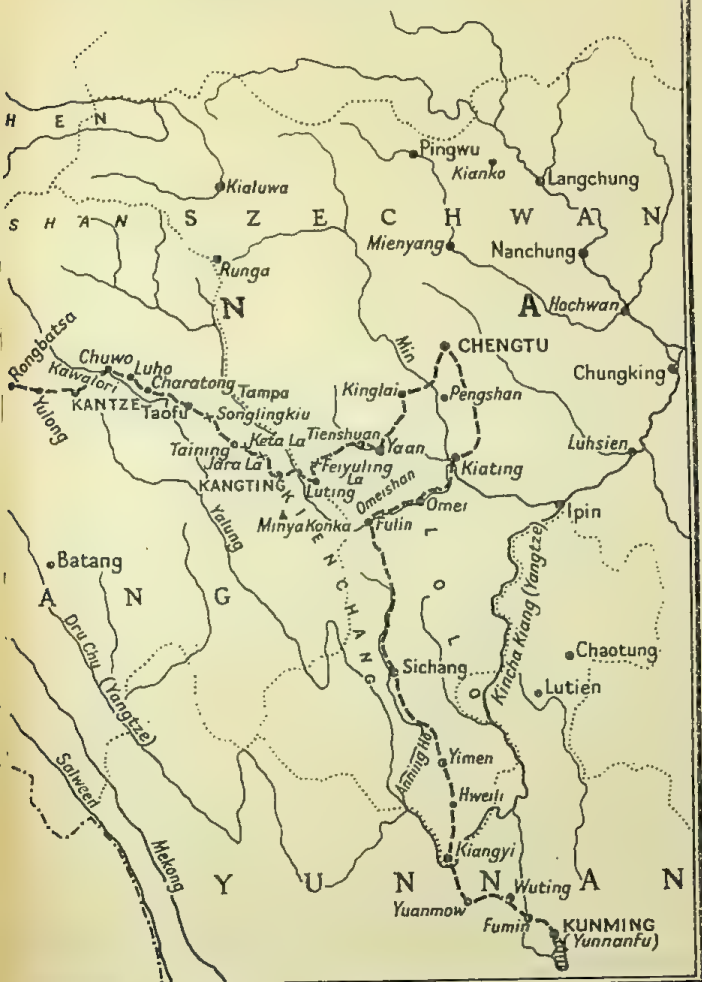 H E N
Pingwu
Kianko
Langchung
Kialuwa
S H A N
S Z E C H W A N
Mienyang
Nanchung
Runga
N
A
Hochwan
Rongbatsa
Min
CHENGTU
Chuwo
Luho
Kawalori
Charatong
Tampa
Kinglai
Pengshan
Chungking
Yulong
KANTZE
Taofu
Songlingkiu
Taining
Keta La
Tienshuan
Yaan
Luhsien
Jara La
Feiyuling
La
Kiating
KANGTING
Luting
Omeishan
Omei
Ipin
Minya Konka
Fulin
Yalung
K I E N C H A N G
L O L O
Batang
A N G
Kincha Kiang (Yangtze)
Dru Chu (Yangtze)
Chaotung
Sichang
Lutien
Salween
Anning Ho
Yimen
Hweili
Mekong
Kiangyi
Y U N N A N
Yuanmow
Wuting
Fumin
KUNMING
(Yunnanfu)